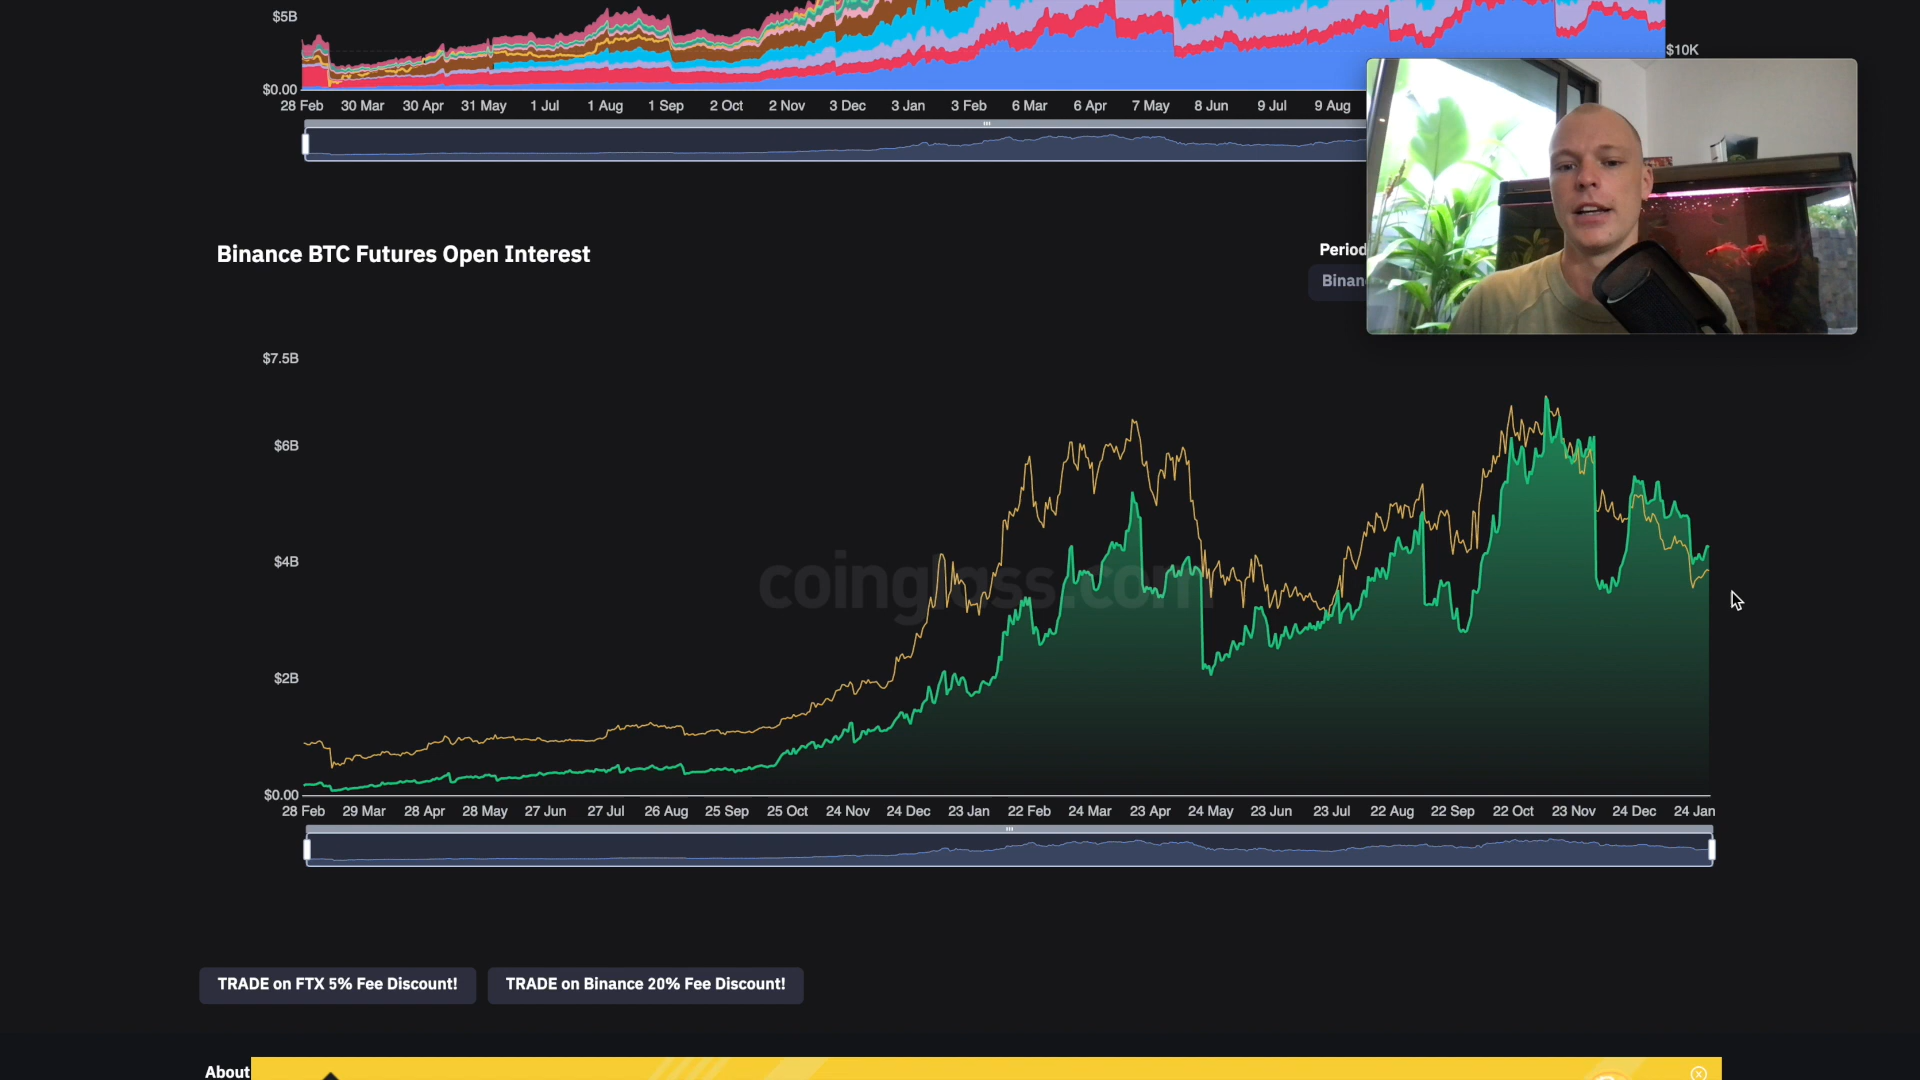 $5B
$10K
$0.00
28 Feb 30 Mar 30 Apr 31 May 1 Jul 1 Aug 1 Sep 2 Oct 2 Nov 3 Dec 3 Jan 3 Feb 6 Mar 6 Apr 7 May 8 Jun 9 Jul 9 Aug
Binance BTC Futures Open Interest
Period
Binan
$7.5B
$6B
$4B
coinglass.com
$2B
$0.00
28 Feb 29 Mar 28 Apr 28 May 27 Jun 27 Jul 26 Aug 25 Sep 25 Oct 24 Nov 24 Dec 23 Jan 22 Feb 24 Mar 23 Apr 24 May 23 Jun 23 Jul 22 Aug 22 Sep 22 Oct 23 Nov 24 Dec 24 Jan
TRADE on FTX 5% Fee Discount!
TRADE on Binance 20% Fee Discount!
About